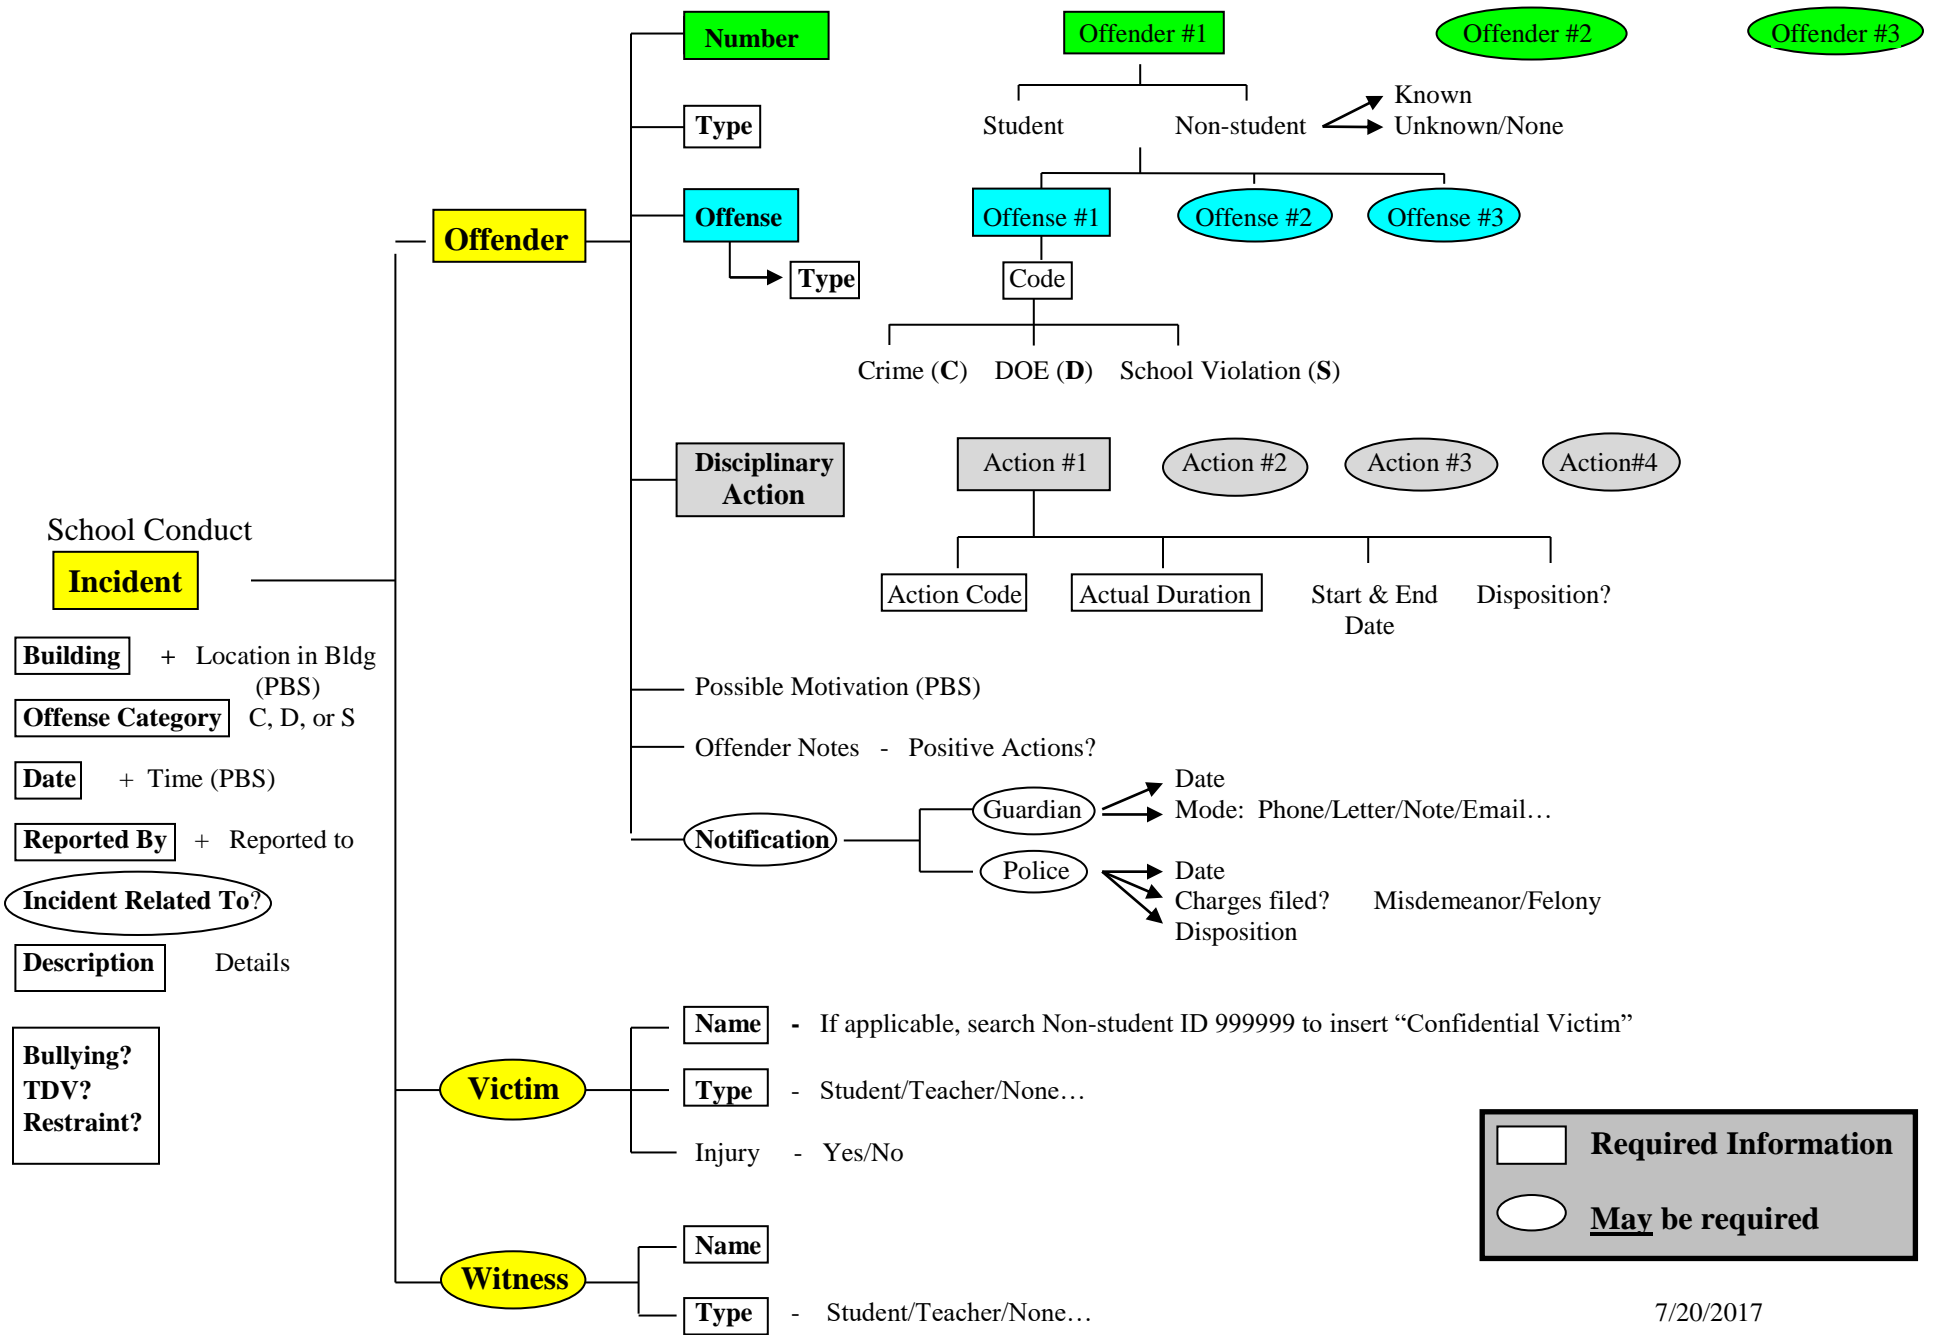 Number
Offender #1
Offender #2
Offender #3
Known
Type
Student
Non-student
Unknown/None
Offense
Offense #1
Offense #2
Offense #3
Offender
Type
Code
Crime (C)
DOE (D)
School Violation (S)
Disciplinary
Action
Action #1
Action #2
Action #3
Action#4
School Conduct
Incident
Action Code
Actual Duration
Start & End
Date
Disposition?
Building + Location in Bldg
(PBS)
Offense Category C, D, or S
Date + Time (PBS)
Reported By + Reported to
Incident Related To?
Description Details
Bullying?
TDV?
Restraint?
Possible Motivation (PBS)
Offender Notes - Positive Actions?
Notification
Guardian
Date
Mode: Phone/Letter/Note/Email…
Police
Date
Charges filed? Misdemeanor/Felony
Disposition
Victim
Name - If applicable, search Non-student ID 999999 to insert “Confidential Victim”
Type - Student/Teacher/None…
Injury - Yes/No
Witness
Name
Type - Student/Teacher/None…
Required Information
May be required
7/20/2017